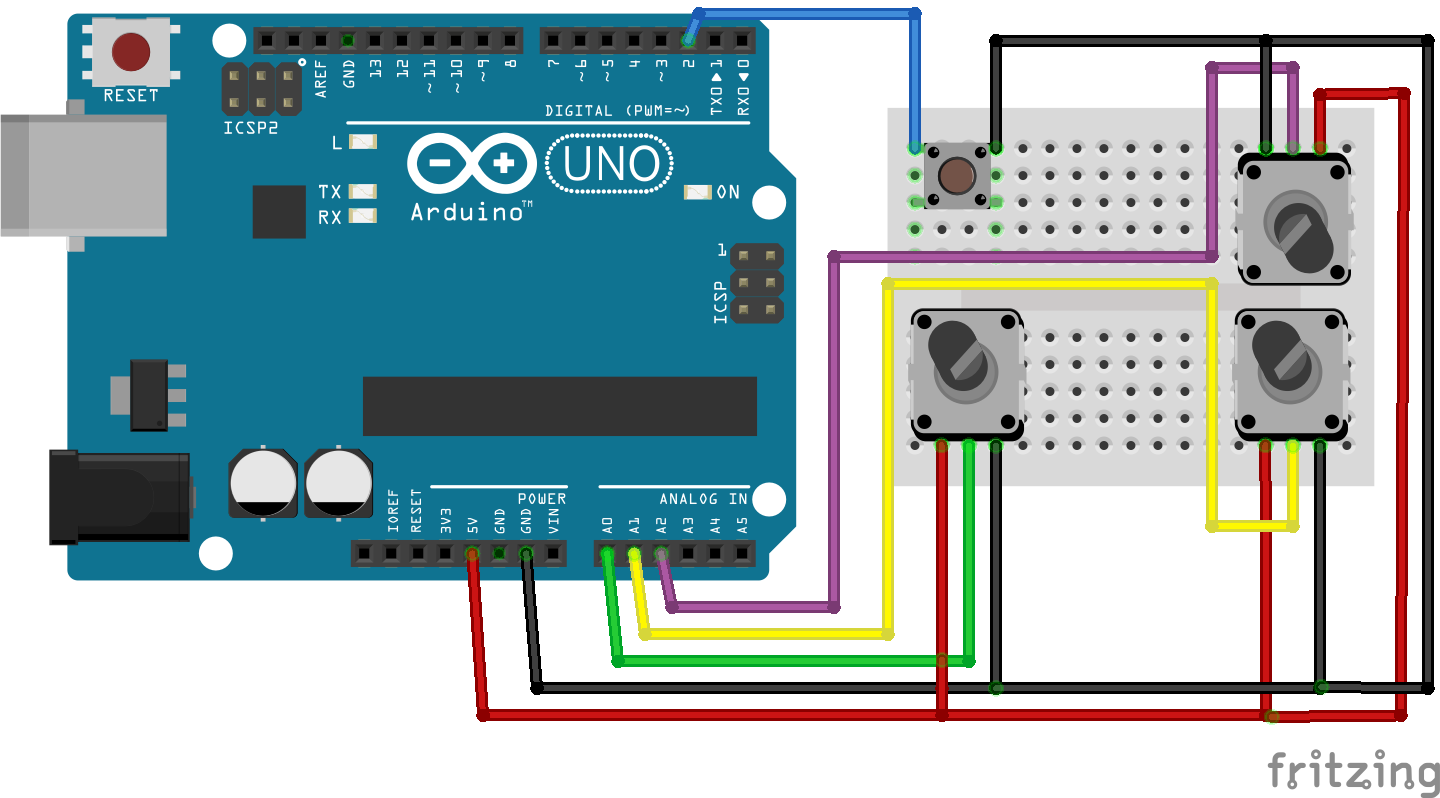 RESET
ICSP2
AREF
GND
13
12
~11
~10
~9
8
7
~6
~5
4
~3
2
TX0▶1
RX0◀0
DIGITAL (PWM=~)
L
TX
RX
UNO
Arduino™
ON
1
ICSP
IOREF
RESET
3V3
5V
GND
GND
VIN
POWER
ANALOG IN
A0
A1
A2
A3
A4
A5
fritzing